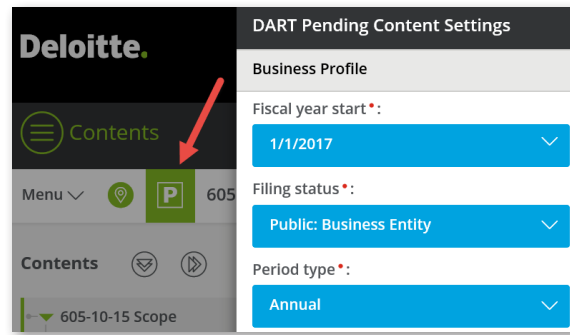 Deloitte.
Contents
Menu
P
605
Contents
605-10-15 Scope
DART Pending Content Settings
Business Profile
Fiscal year start•:
1/1/2017
Filing status•:
Public: Business Entity
Period type•:
Annual